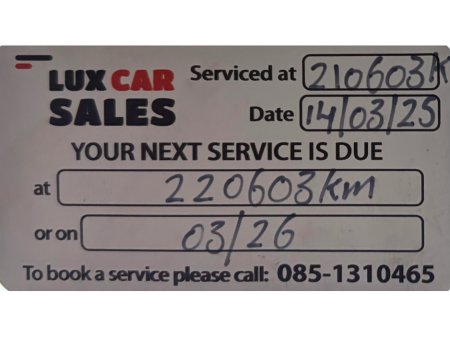 LUX CAR SALES
Serviced at 210603K
Date 14/03/25
YOUR NEXT SERVICE IS DUE
at 220603km
or on 03/26
To book a service please call: 085-1310465